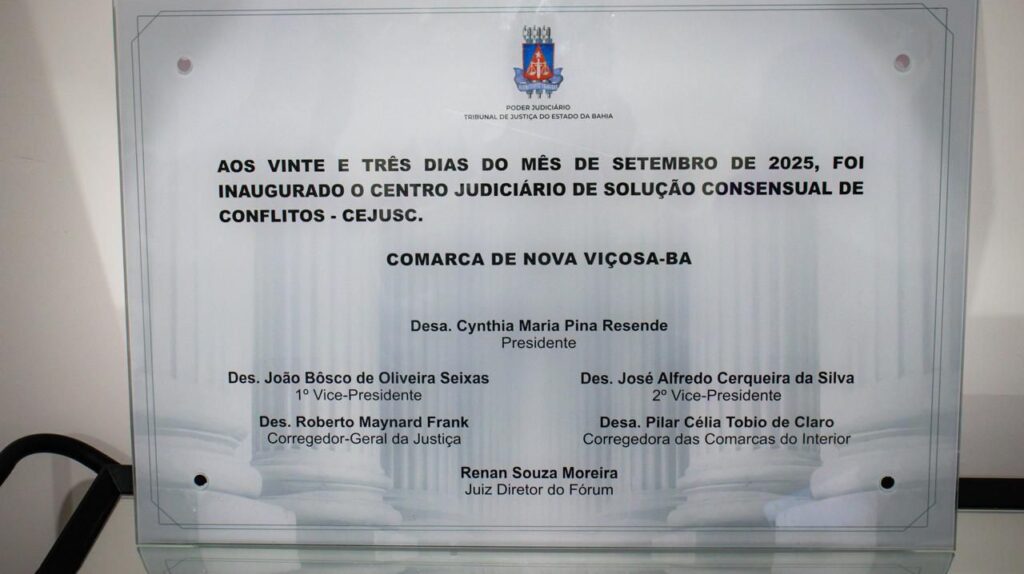 PODER JUDICIÁRIO
TRIBUNAL DE JUSTIÇA DO ESTADO DA BAHIA
AOS VINTE E TRÊS DIAS DO MÊS DE SETEMBRO DE 2025, FOI
INAUGURADO O CENTRO JUDICIÁRIO DE SOLUÇÃO CONSENSUAL DE
CONFLITOS - CEJUSC.
COMARCA DE NOVA VIÇOSA-BA
Desa. Cynthia Maria Pina Resende
Presidente
Des. João Bôsco de Oliveira Seixas
1º Vice-Presidente
Des. José Alfredo Cerqueira da Silva
2º Vice-Presidente
Des. Roberto Maynard Frank
Corregedor-Geral da Justiça
Desa. Pilar Célia Tobio de Claro
Corregedora das Comarcas do Interior
Renan Souza Moreira
Juiz Diretor do Fórum